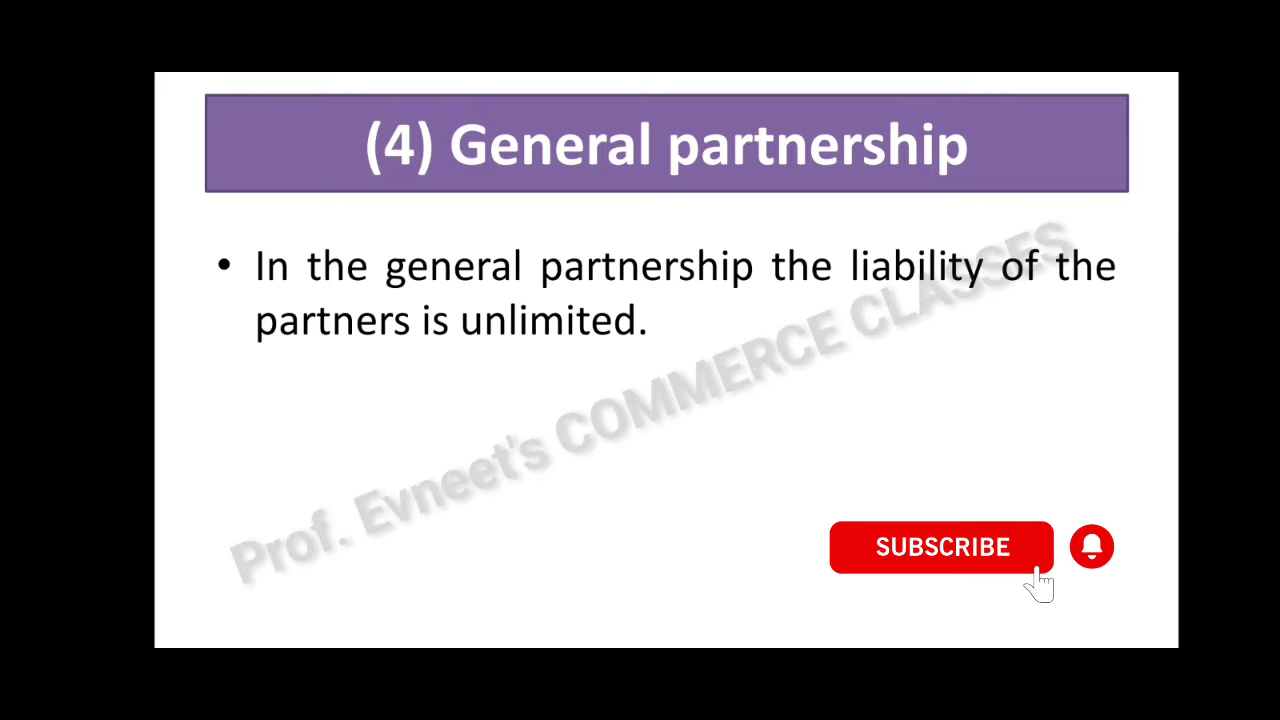 (4) General partnership
• In the general partnership the liability of the
partners is unlimited.
Prof. Evneet's COMMERCE CLASSES
SUBSCRIBE